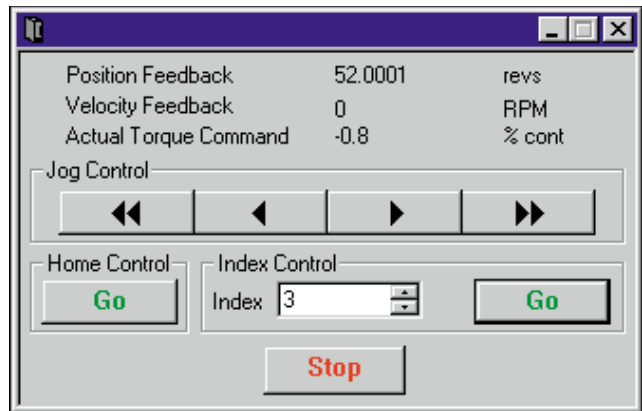 Position Feedback 52.0001 revs
Velocity Feedback 0 RPM
Actual Torque Command -0.8 % cont
Jog Control
Home Control Index Control
Go Index 3 Go
Stop